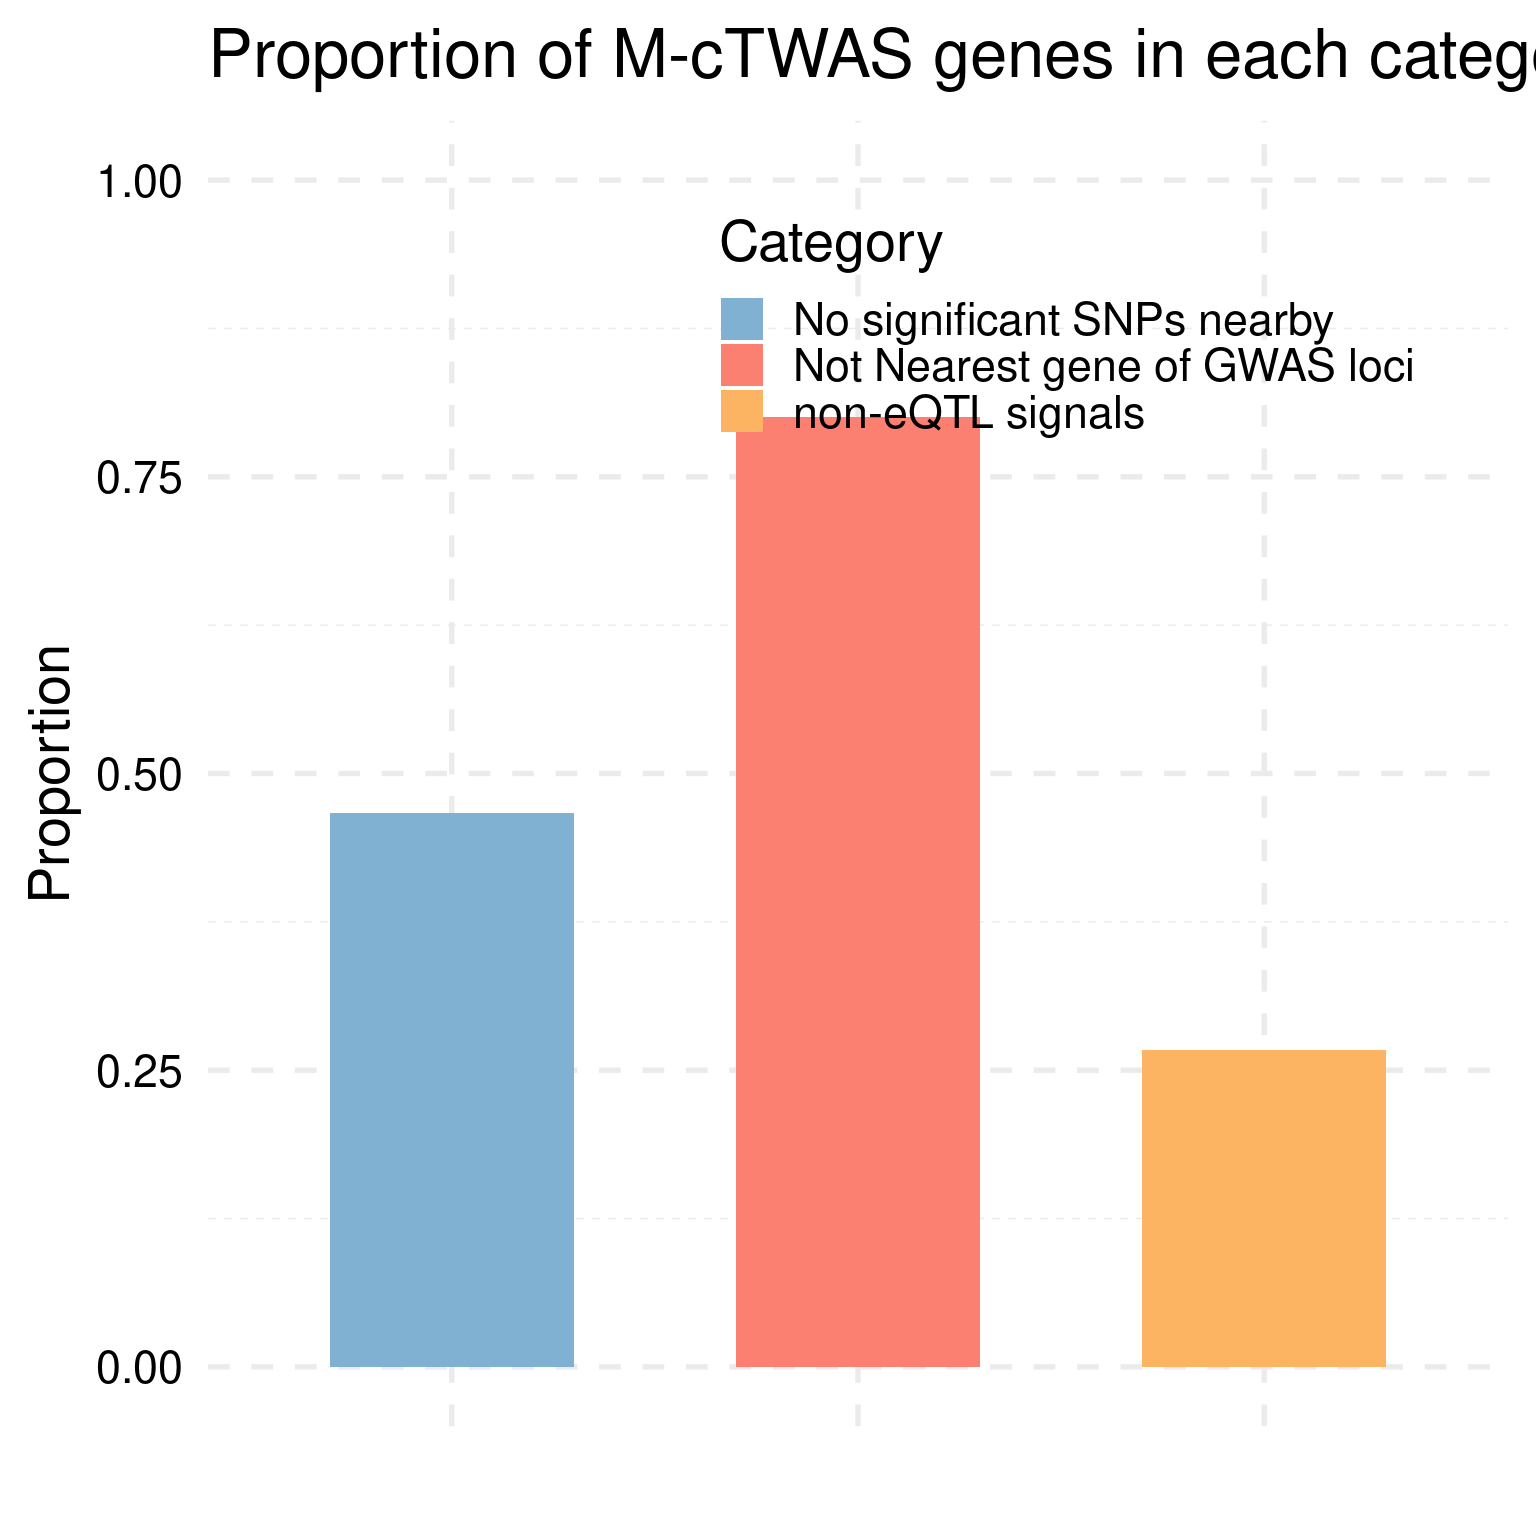 Proportion of M-cTWAS genes in each catego
1.00
Category
No significant SNPs nearby
Not Nearest gene of GWAS loci
non-eQTL signals
0.75
Proportion
0.50
0.25
0.00